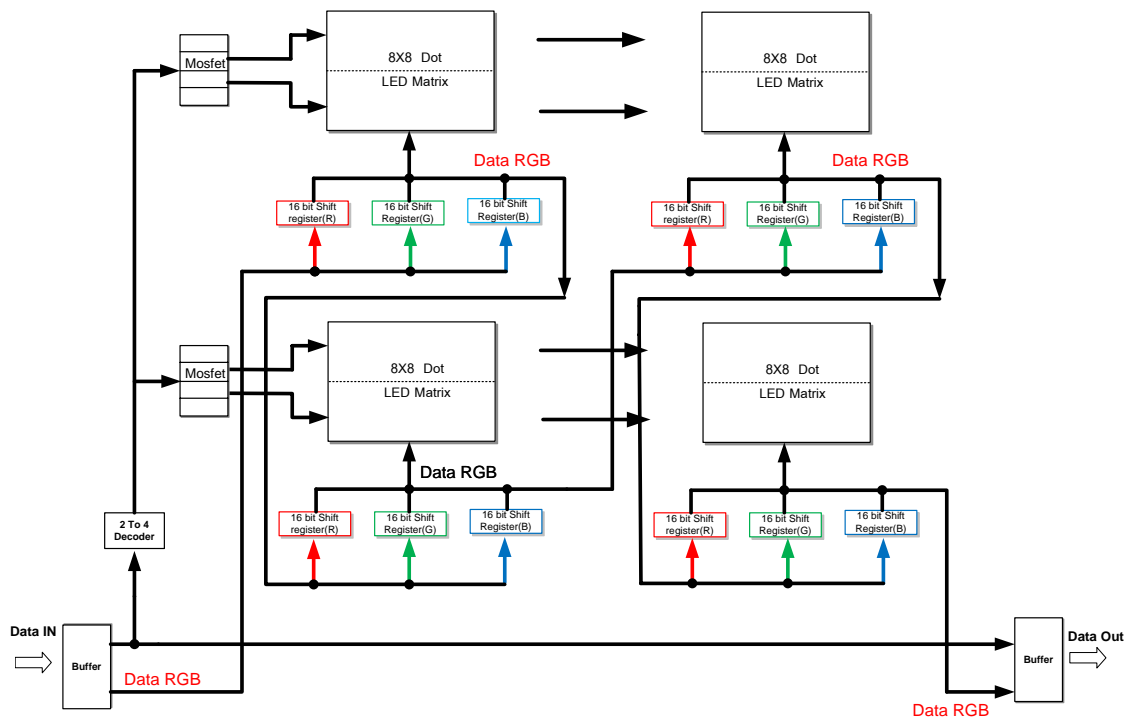 Mosfet
8X8 Dot
LED Matrix
8X8 Dot
LED Matrix
Data RGB
Data RGB
16 bit Shift
register(R)
16 bit Shift
Register(G)
16 bit Shift
Register(B)
16 bit Shift
register(R)
16 bit Shift
Register(G)
16 bit Shift
Register(B)
Mosfet
8X8 Dot
LED Matrix
8X8 Dot
LED Matrix
Data RGB
16 bit Shift
register(R)
16 bit Shift
Register(G)
16 bit Shift
Register(B)
16 bit Shift
register(R)
16 bit Shift
Register(G)
16 bit Shift
Register(B)
2 To 4
Decoder
Data IN
Buffer
Data RGB
Data Out
Buffer
Data RGB